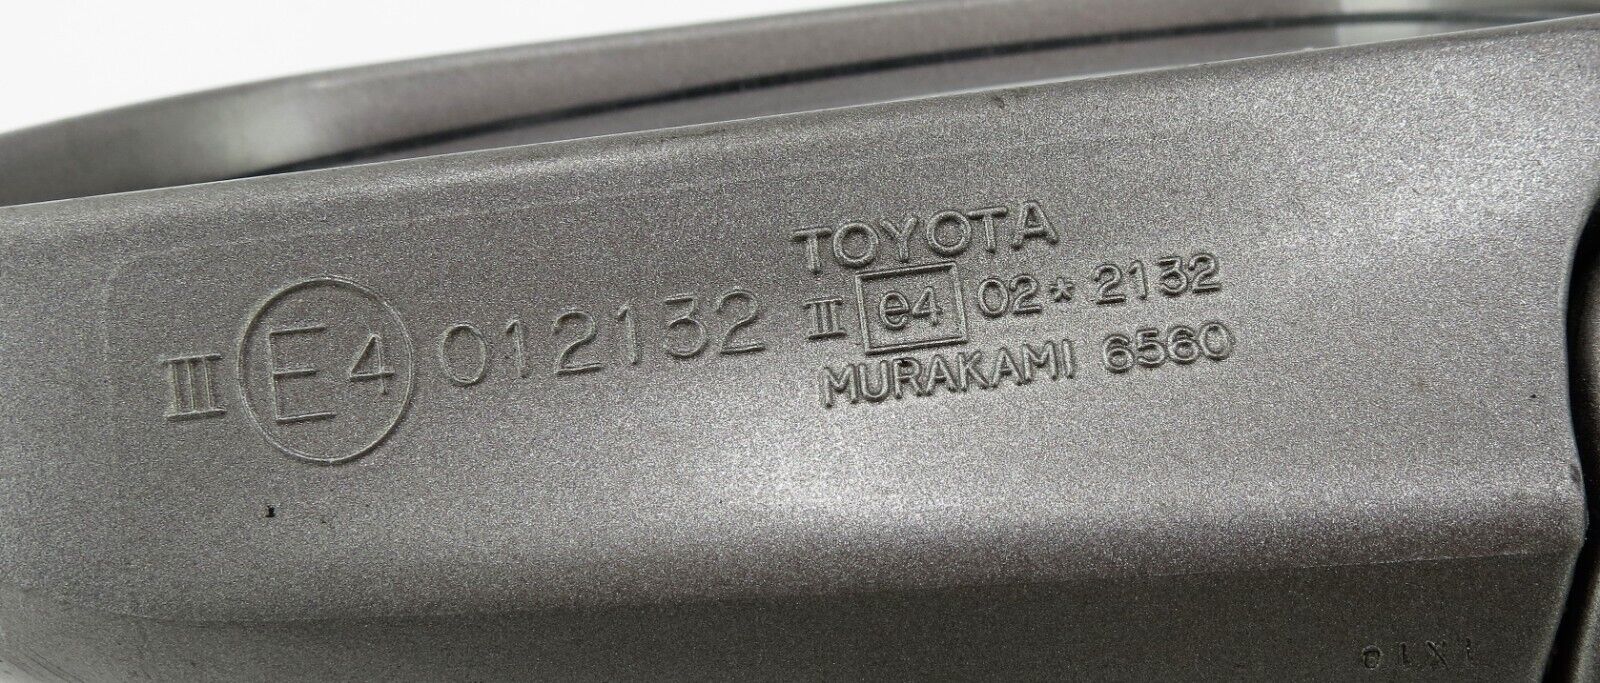 III E4 012132
TOYOTA
II e4 02*2132
MURAKAMI 6560